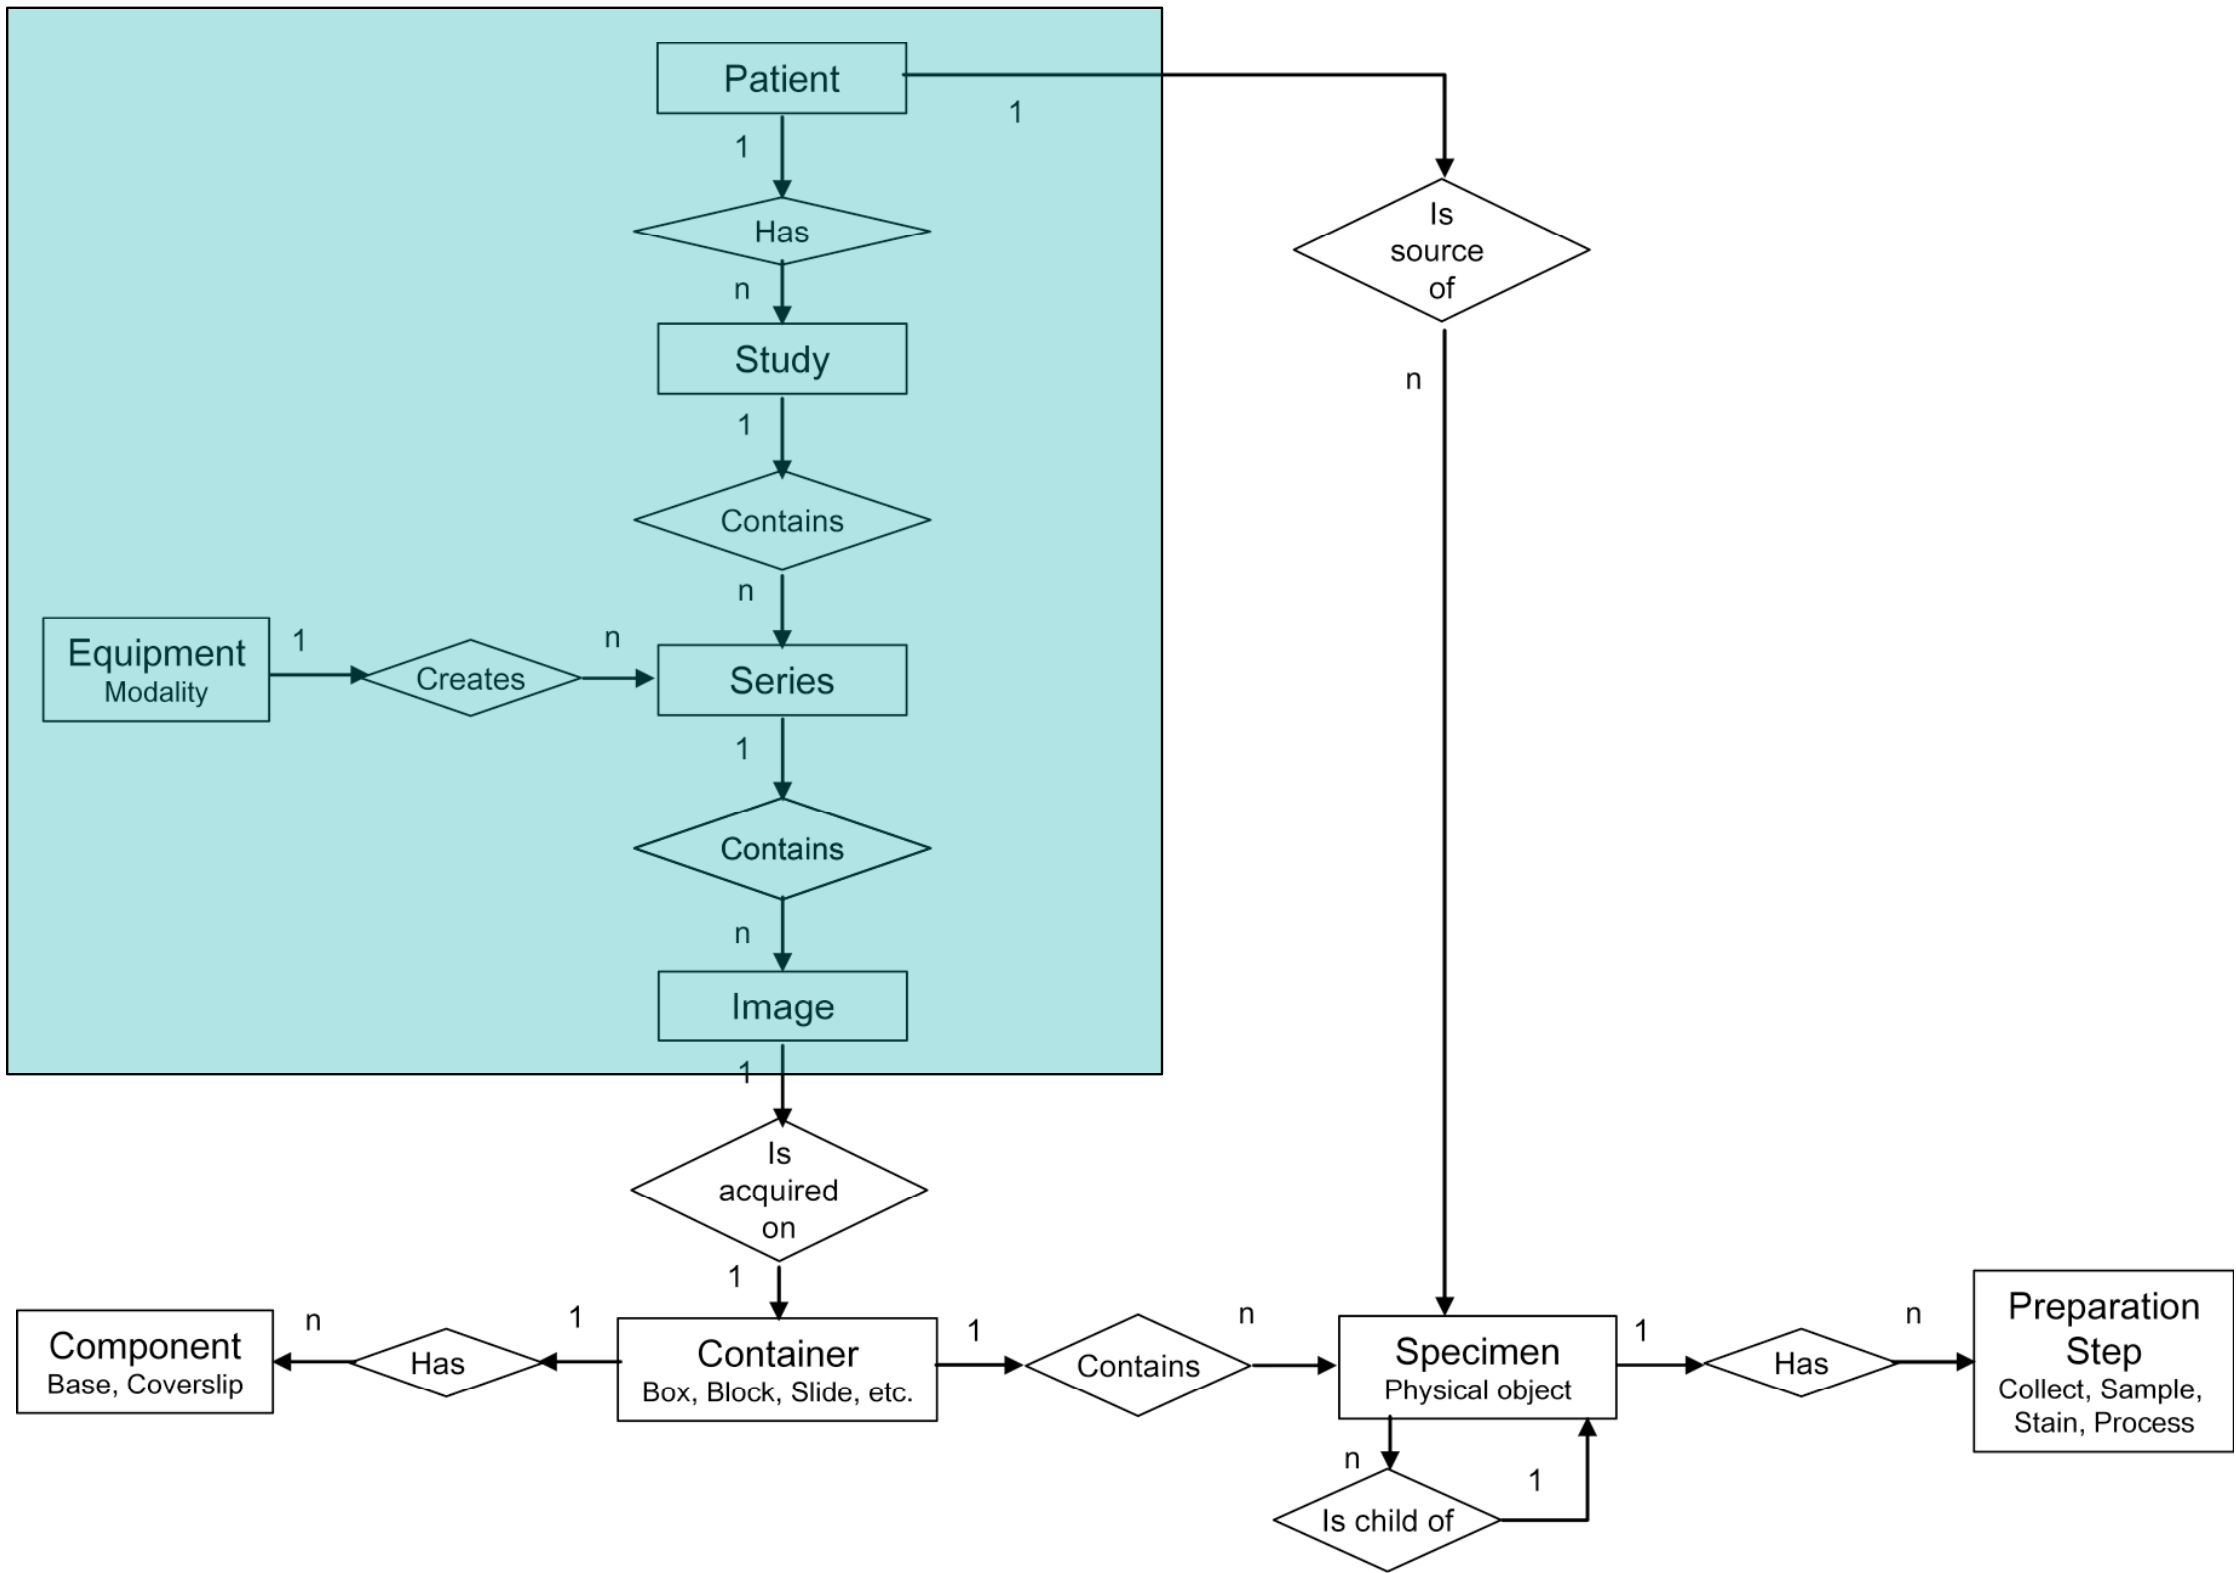 Patient
1
1
Has
Is
source
of
n
Study
n
1
Contains
n
Equipment
Modality
1
Creates
n
Series
1
Contains
n
Image
1
Is
acquired
on
1
Component
Base, Coverslip
n
Has
1
Container
Box, Block, Slide, etc.
1
Contains
n
Specimen
Physical object
1
Has
n
Preparation
Step
Collect, Sample,
Stain, Process
n
Is child of
1